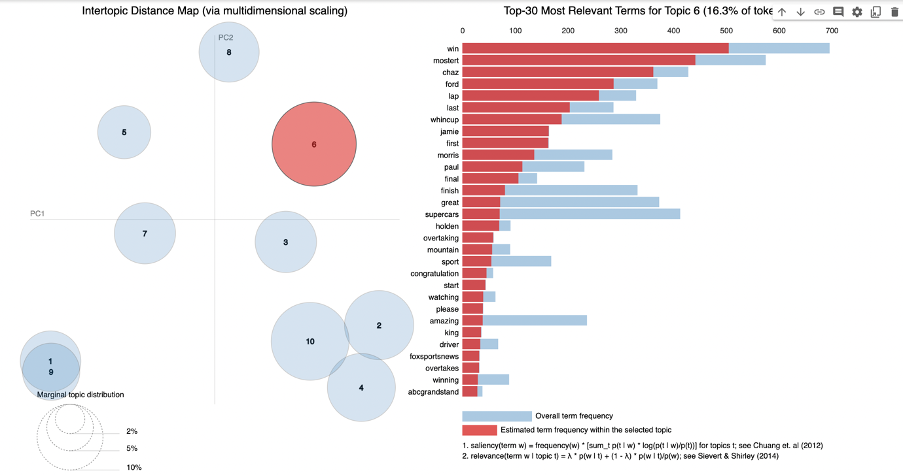 Intertopic Distance Map (via multidimensional scaling)
PC2
PC1
8
5
6
7
3
2
10
4
1
9
Marginal topic distribution
2%
5%
10%
Top-30 Most Relevant Terms for Topic 6 (16.3% of toke
0 100 200 300 400 500 600 700
win
mostert
chaz
ford
lap
last
whincup
jamie
first
morris
paul
final
finish
great
supercars
holden
overtaking
mountain
sport
congratulation
start
watching
please
amazing
king
driver
foxsportsnews
overtakes
winning
abcgrandstand
Overall term frequency
Estimated term frequency within the selected topic
1. saliency(term w) = frequency(w) * [sum_t p(t | w) * log(p(t | w)/p(t))] for topics t; see Chuang et. al (2012)
2. relevance(term w | topic t) = λ * p(w | t) + (1 - λ) * p(w | t)/p(w); see Sievert & Shirley (2014)